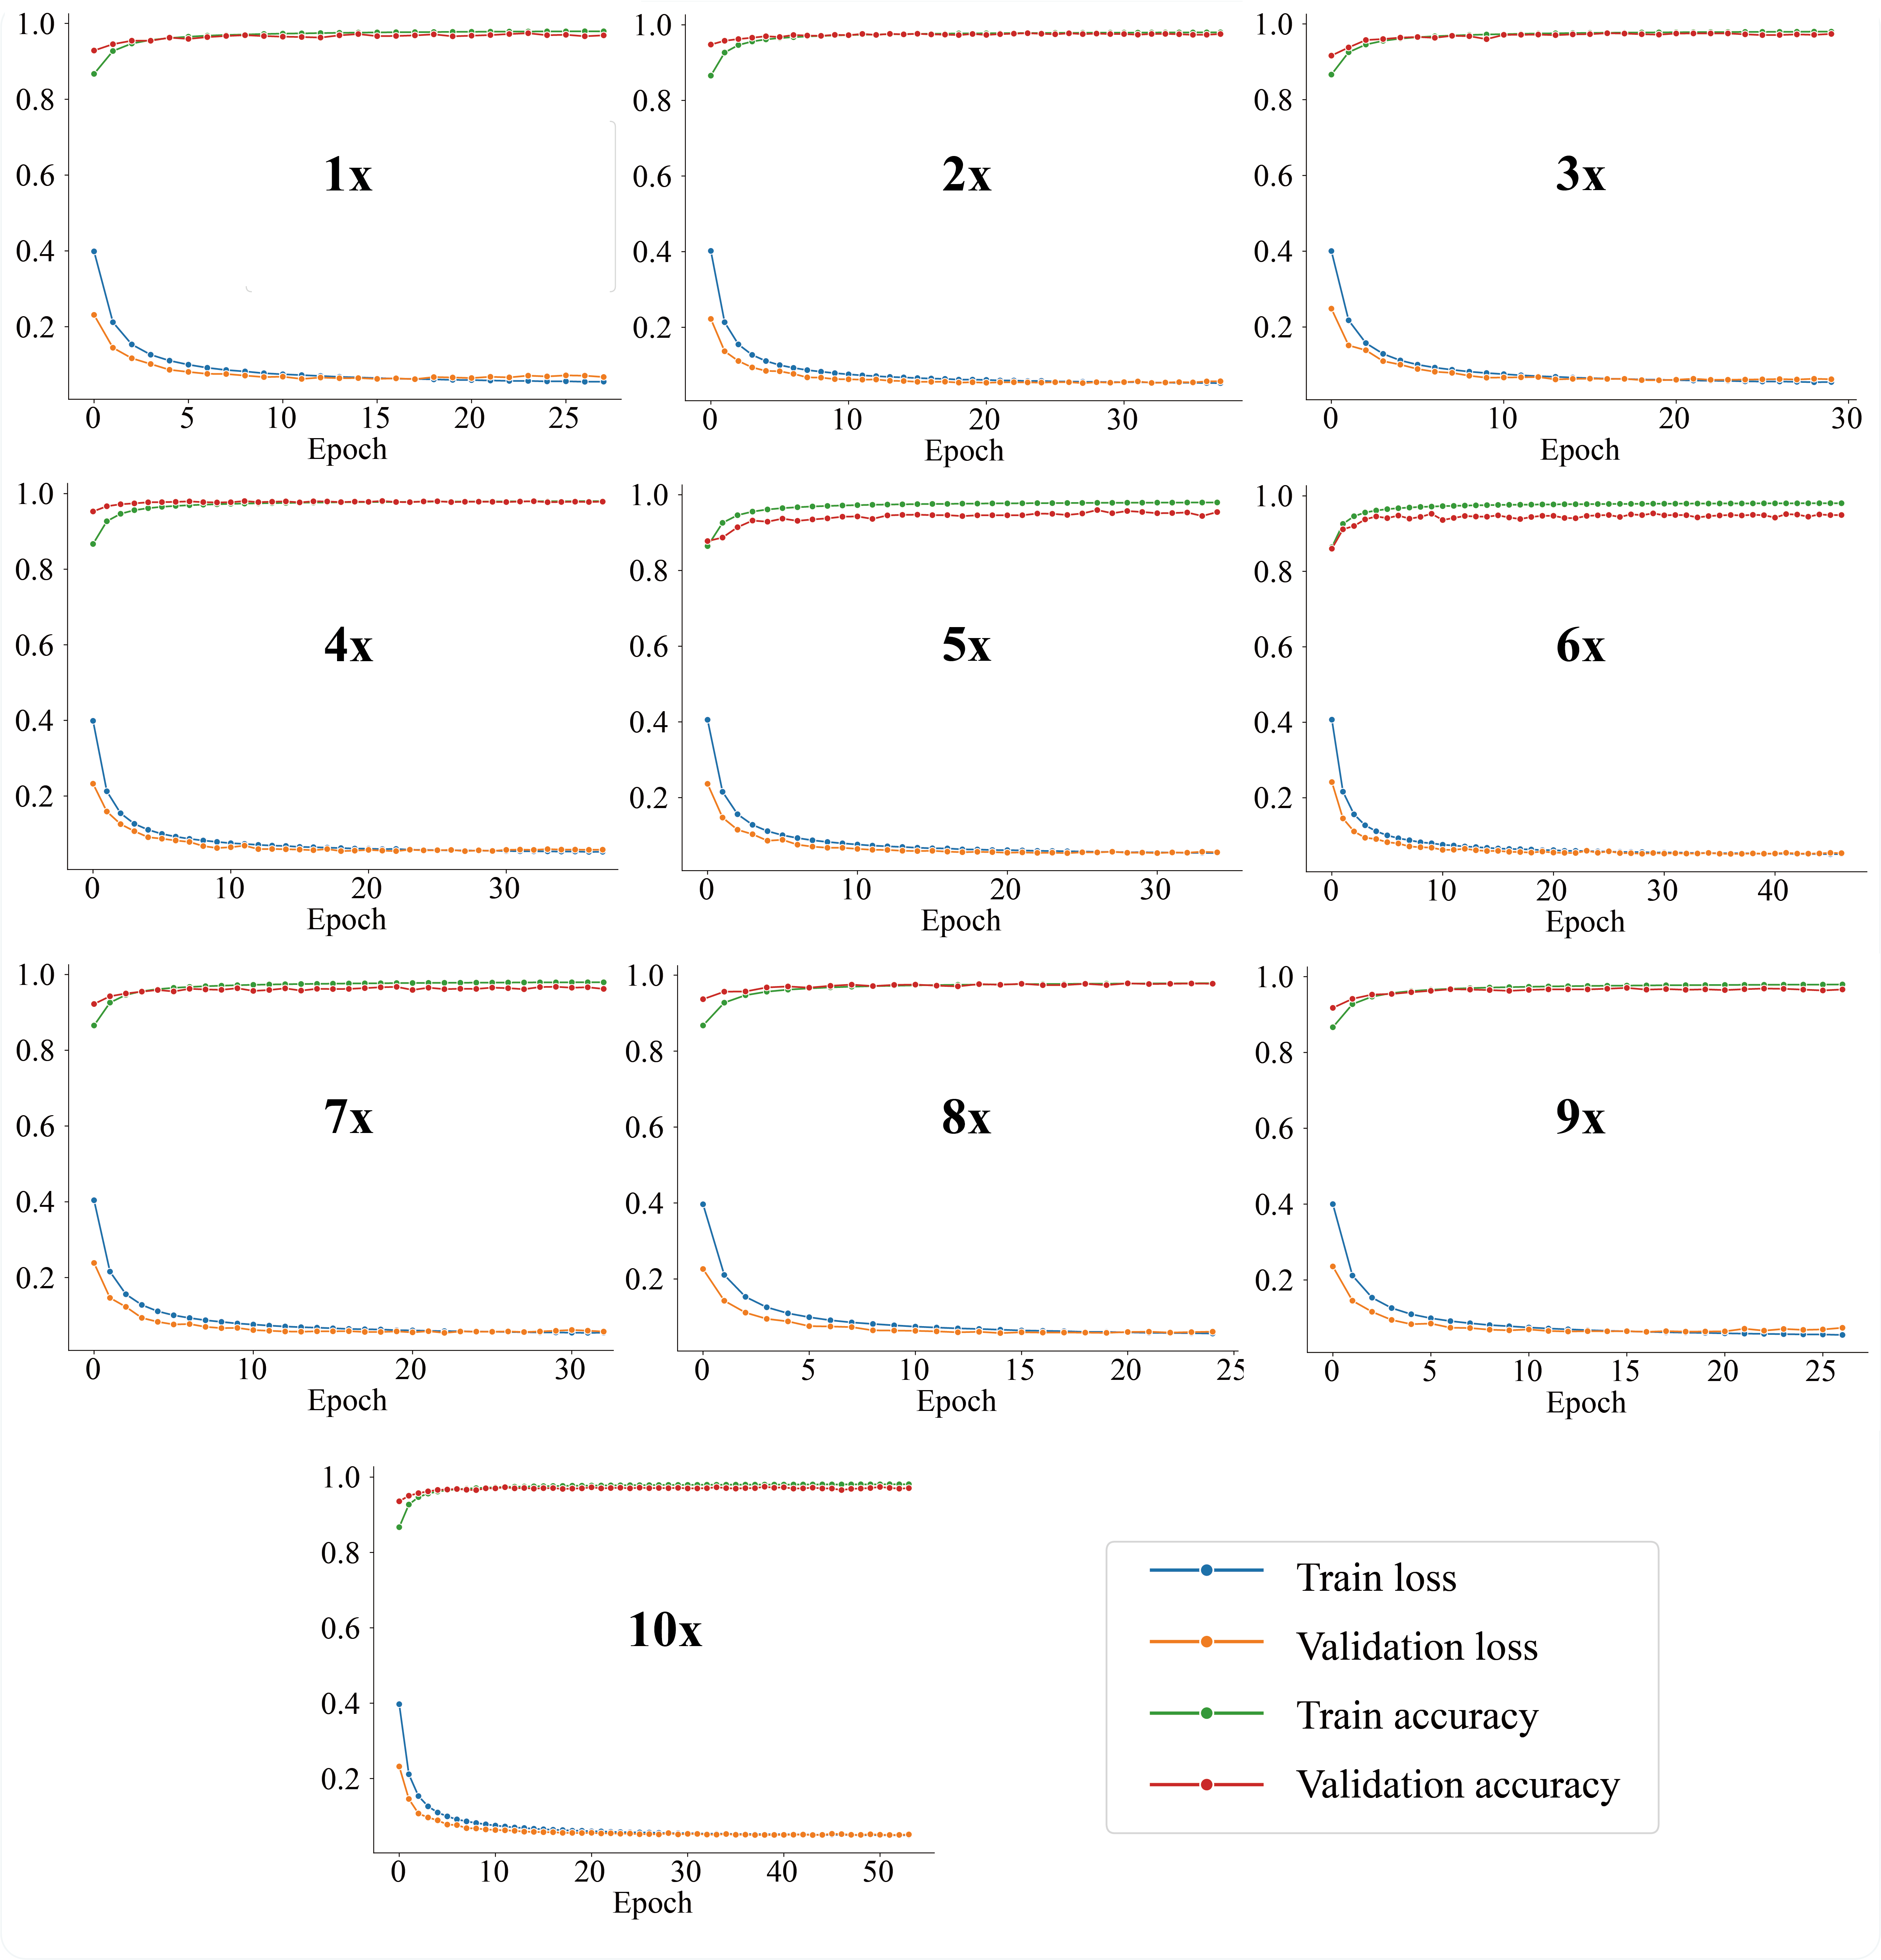 1.0
0.8
0.6
0.4
0.2
1x
0 5 10 15 20 25
Epoch
1.0
0.8
0.6
0.4
0.2
2x
0 10 20 30
Epoch
1.0
0.8
0.6
0.4
0.2
3x
0 10 20 30
Epoch
1.0
0.8
0.6
0.4
0.2
4x
0 10 20 30
Epoch
1.0
0.8
0.6
0.4
0.2
5x
0 10 20 30
Epoch
1.0
0.8
0.6
0.4
0.2
6x
0 10 20 30 40
Epoch
1.0
0.8
0.6
0.4
0.2
7x
0 10 20 30
Epoch
1.0
0.8
0.6
0.4
0.2
8x
0 5 10 15 20 25
Epoch
1.0
0.8
0.6
0.4
0.2
9x
0 5 10 15 20 25
Epoch
1.0
0.8
0.6
0.4
0.2
10x
0 10 20 30 40 50
Epoch
Train loss
Validation loss
Train accuracy
Validation accuracy